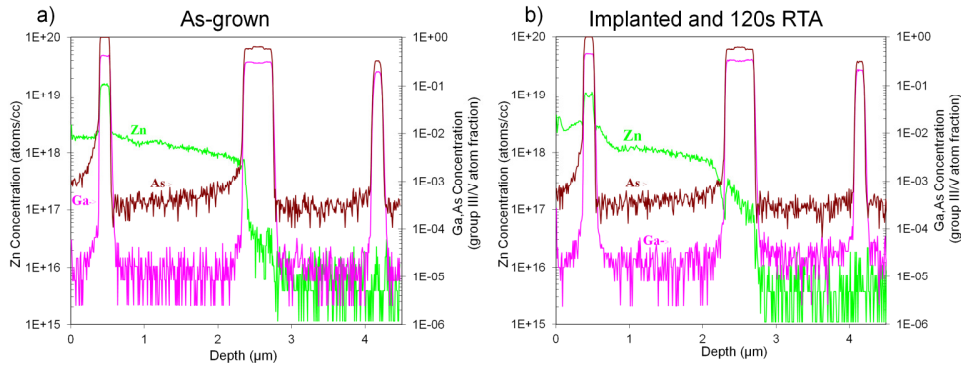 a) As-grown
Zn Concentration (atoms/cc)
1E+20
1E+19
1E+18
1E+17
1E+16
1E+15
Zn
As
Ga
0 1 2 3 4
Depth (µm)
1E+00
1E-01
1E-02
1E-03
1E-04
1E-05
1E-06
Ga,As Concentration
(group III/V atom fraction)
b) Implanted and 120s RTA
Zn Concentration (atoms/cc)
1E+20
1E+19
1E+18
1E+17
1E+16
1E+15
Zn
As
Ga
0 1 2 3 4
Depth (µm)
1E+00
1E-01
1E-02
1E-03
1E-04
1E-05
1E-06
Ga,As Concentration
(group III/V atom fraction)